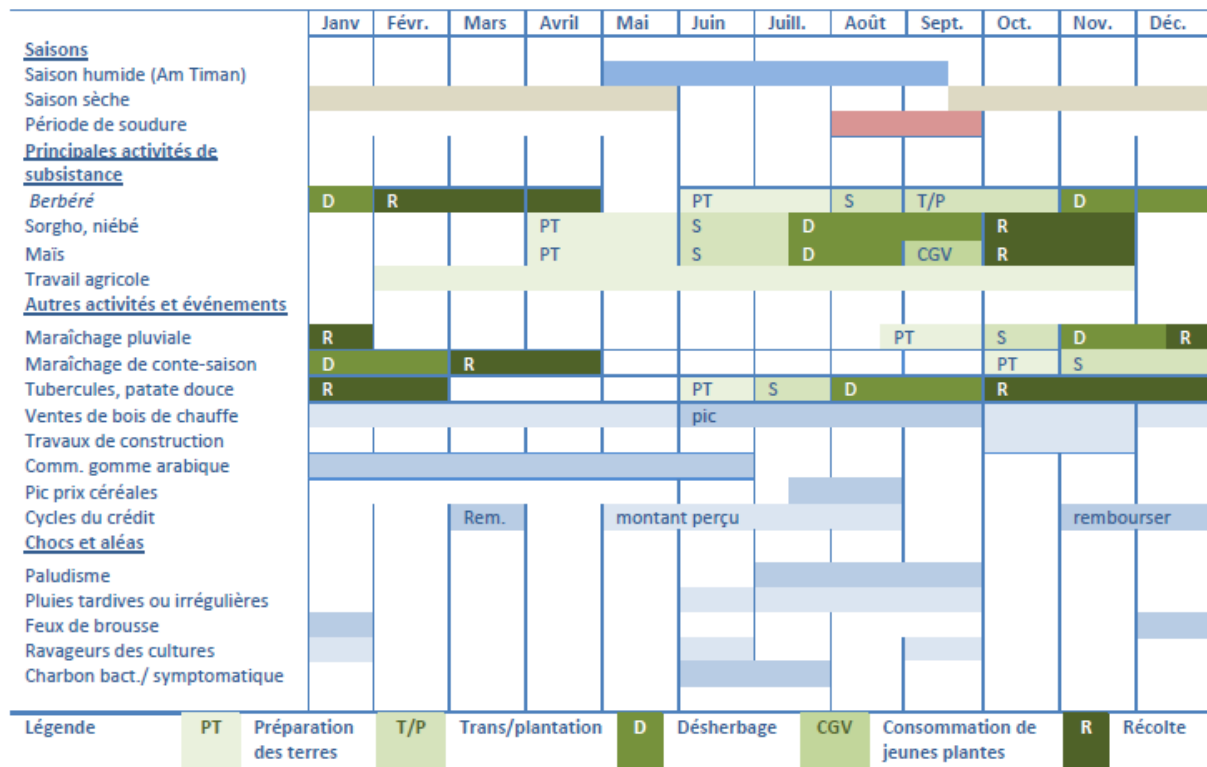 Janv Févr. Mars Avril Mai Juin Juill. Août Sept. Oct. Nov. Déc.
Saisons
Saison humide (Am Timan)
Saison sèche
Période de soudure
Principales activités de
subsistance
Berbéré D R PT S T/P D
Sorgho, niébé PT S D R
Maïs PT S D CGV R
Travail agricole
Autres activités et événements
Maraîchage pluviale R PT S D R
Maraîchage de conte-saison D R PT S
Tubercules, patate douce R PT S D R
Ventes de bois de chauffe pic
Travaux de construction
Comm. gomme arabique
Pic prix céréales
Cycles du crédit Rem. montant perçu rembourser
Chocs et aléas
Paludisme
Pluies tardives ou irrégulières
Feux de brousse
Ravageurs des cultures
Charbon bact./ symptomatique
Légende PT Préparation T/P Trans/plantation D Désherbage CGV Consommation de R Récolte
des terres jeunes plantes